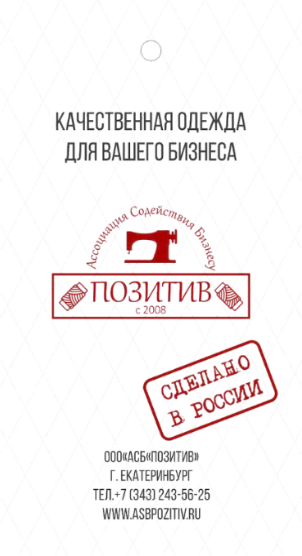 КАЧЕСТВЕННАЯ ОДЕЖДА
ДЛЯ ВАШЕГО БИЗНЕСА
Ассоциация Содействия Бизнесу
ПОЗИТИВ
с 2008
СДЕЛАНО
В РОССИИ
ООО«АСБ«ПОЗИТИВ»
Г. ЕКАТЕРИНБУРГ
ТЕЛ.+7 (343) 243-56-25
WWW.ASBPOZITIV.RU